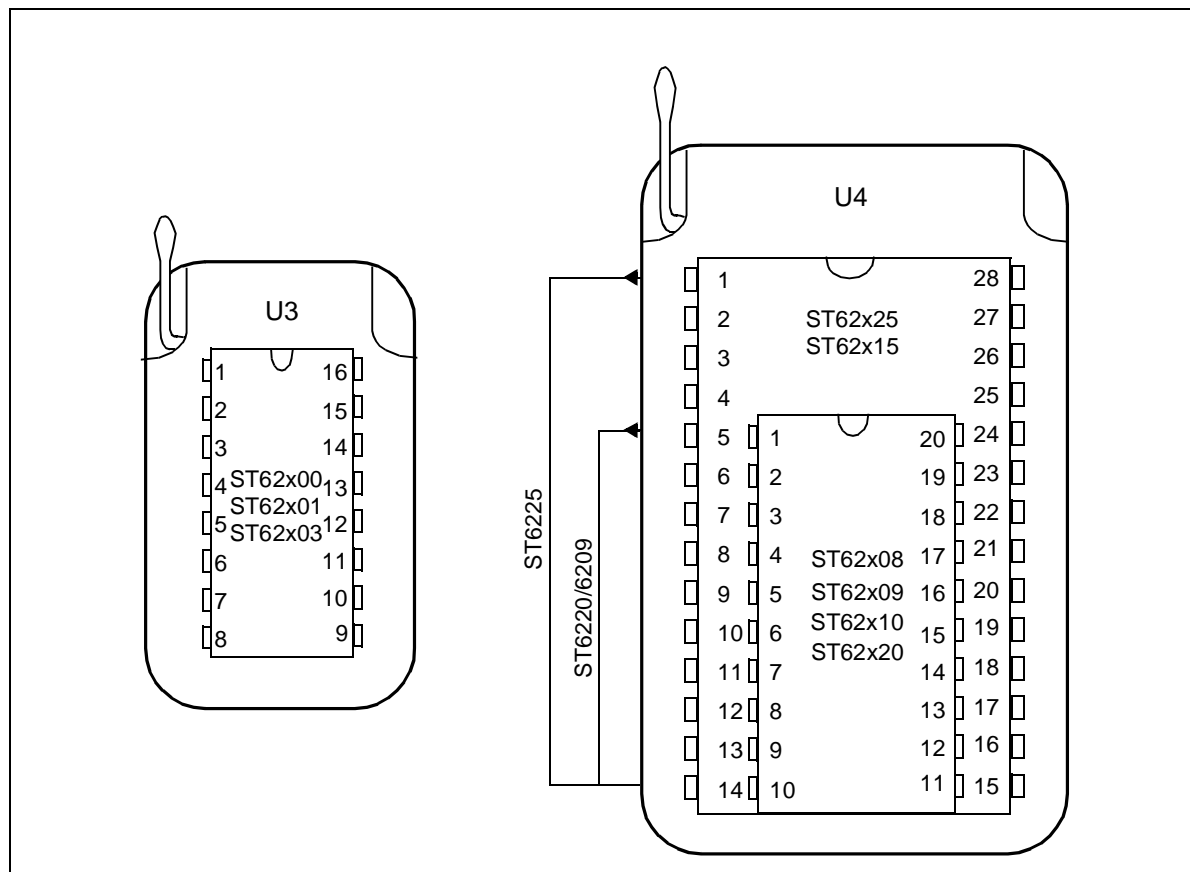 U3
1 16
2 15
3 14
4 ST62x00 13
ST62x01
5 12
ST62x03
6 11
7 10
8 9
U4
1 28
2 ST62x25 27
ST62x15
3 26
4 25
5 1 20 24
6 2 19 23
7 3 18 22
8 4 ST62x08 17 21
9 5 ST62x09 16 20
10 6 ST62x10 15 19
ST62x20
11 7 14 18
12 8 13 17
13 9 12 16
14 10 11 15
ST6225
ST6220/6209